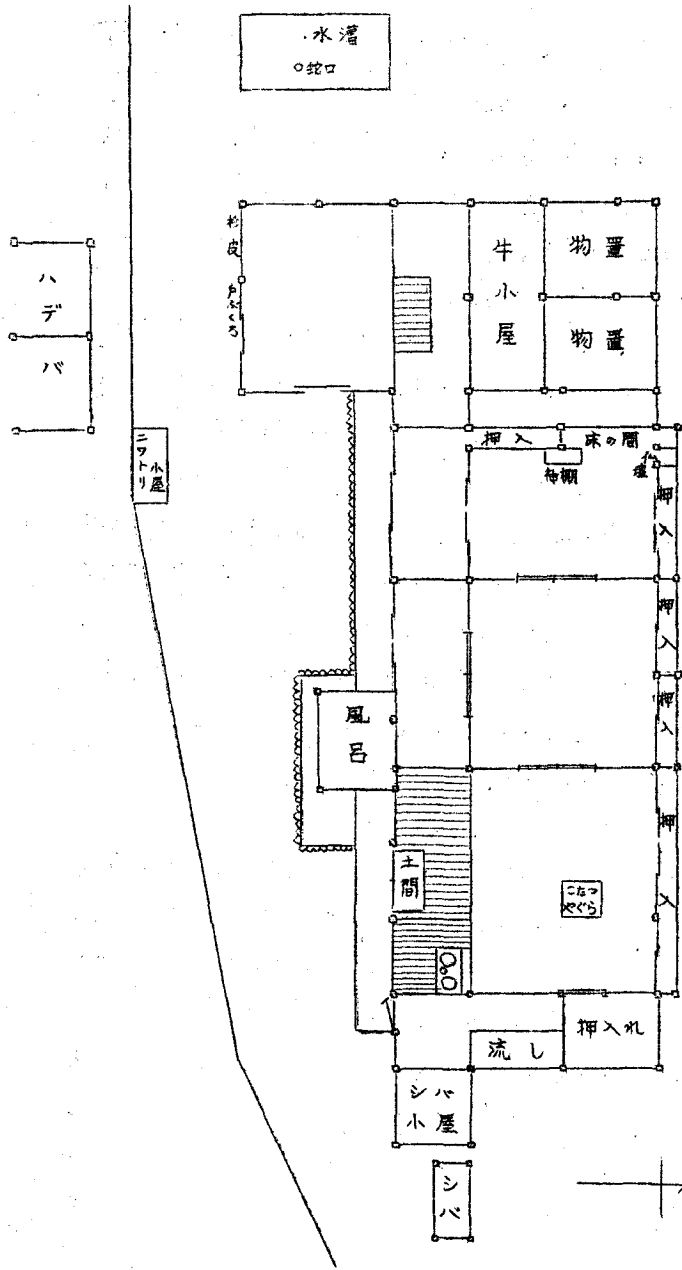 水溜
蛇口
杉皮
戸ぶくろ
牛小屋
物置
物置
ハデバ
ニワトリ
小屋
押入
床の間
神棚
仏壇
押入
押入
押入
風呂
押入
土間
こたつ
やぐら
流し
押入れ
シバ
小屋
シバ